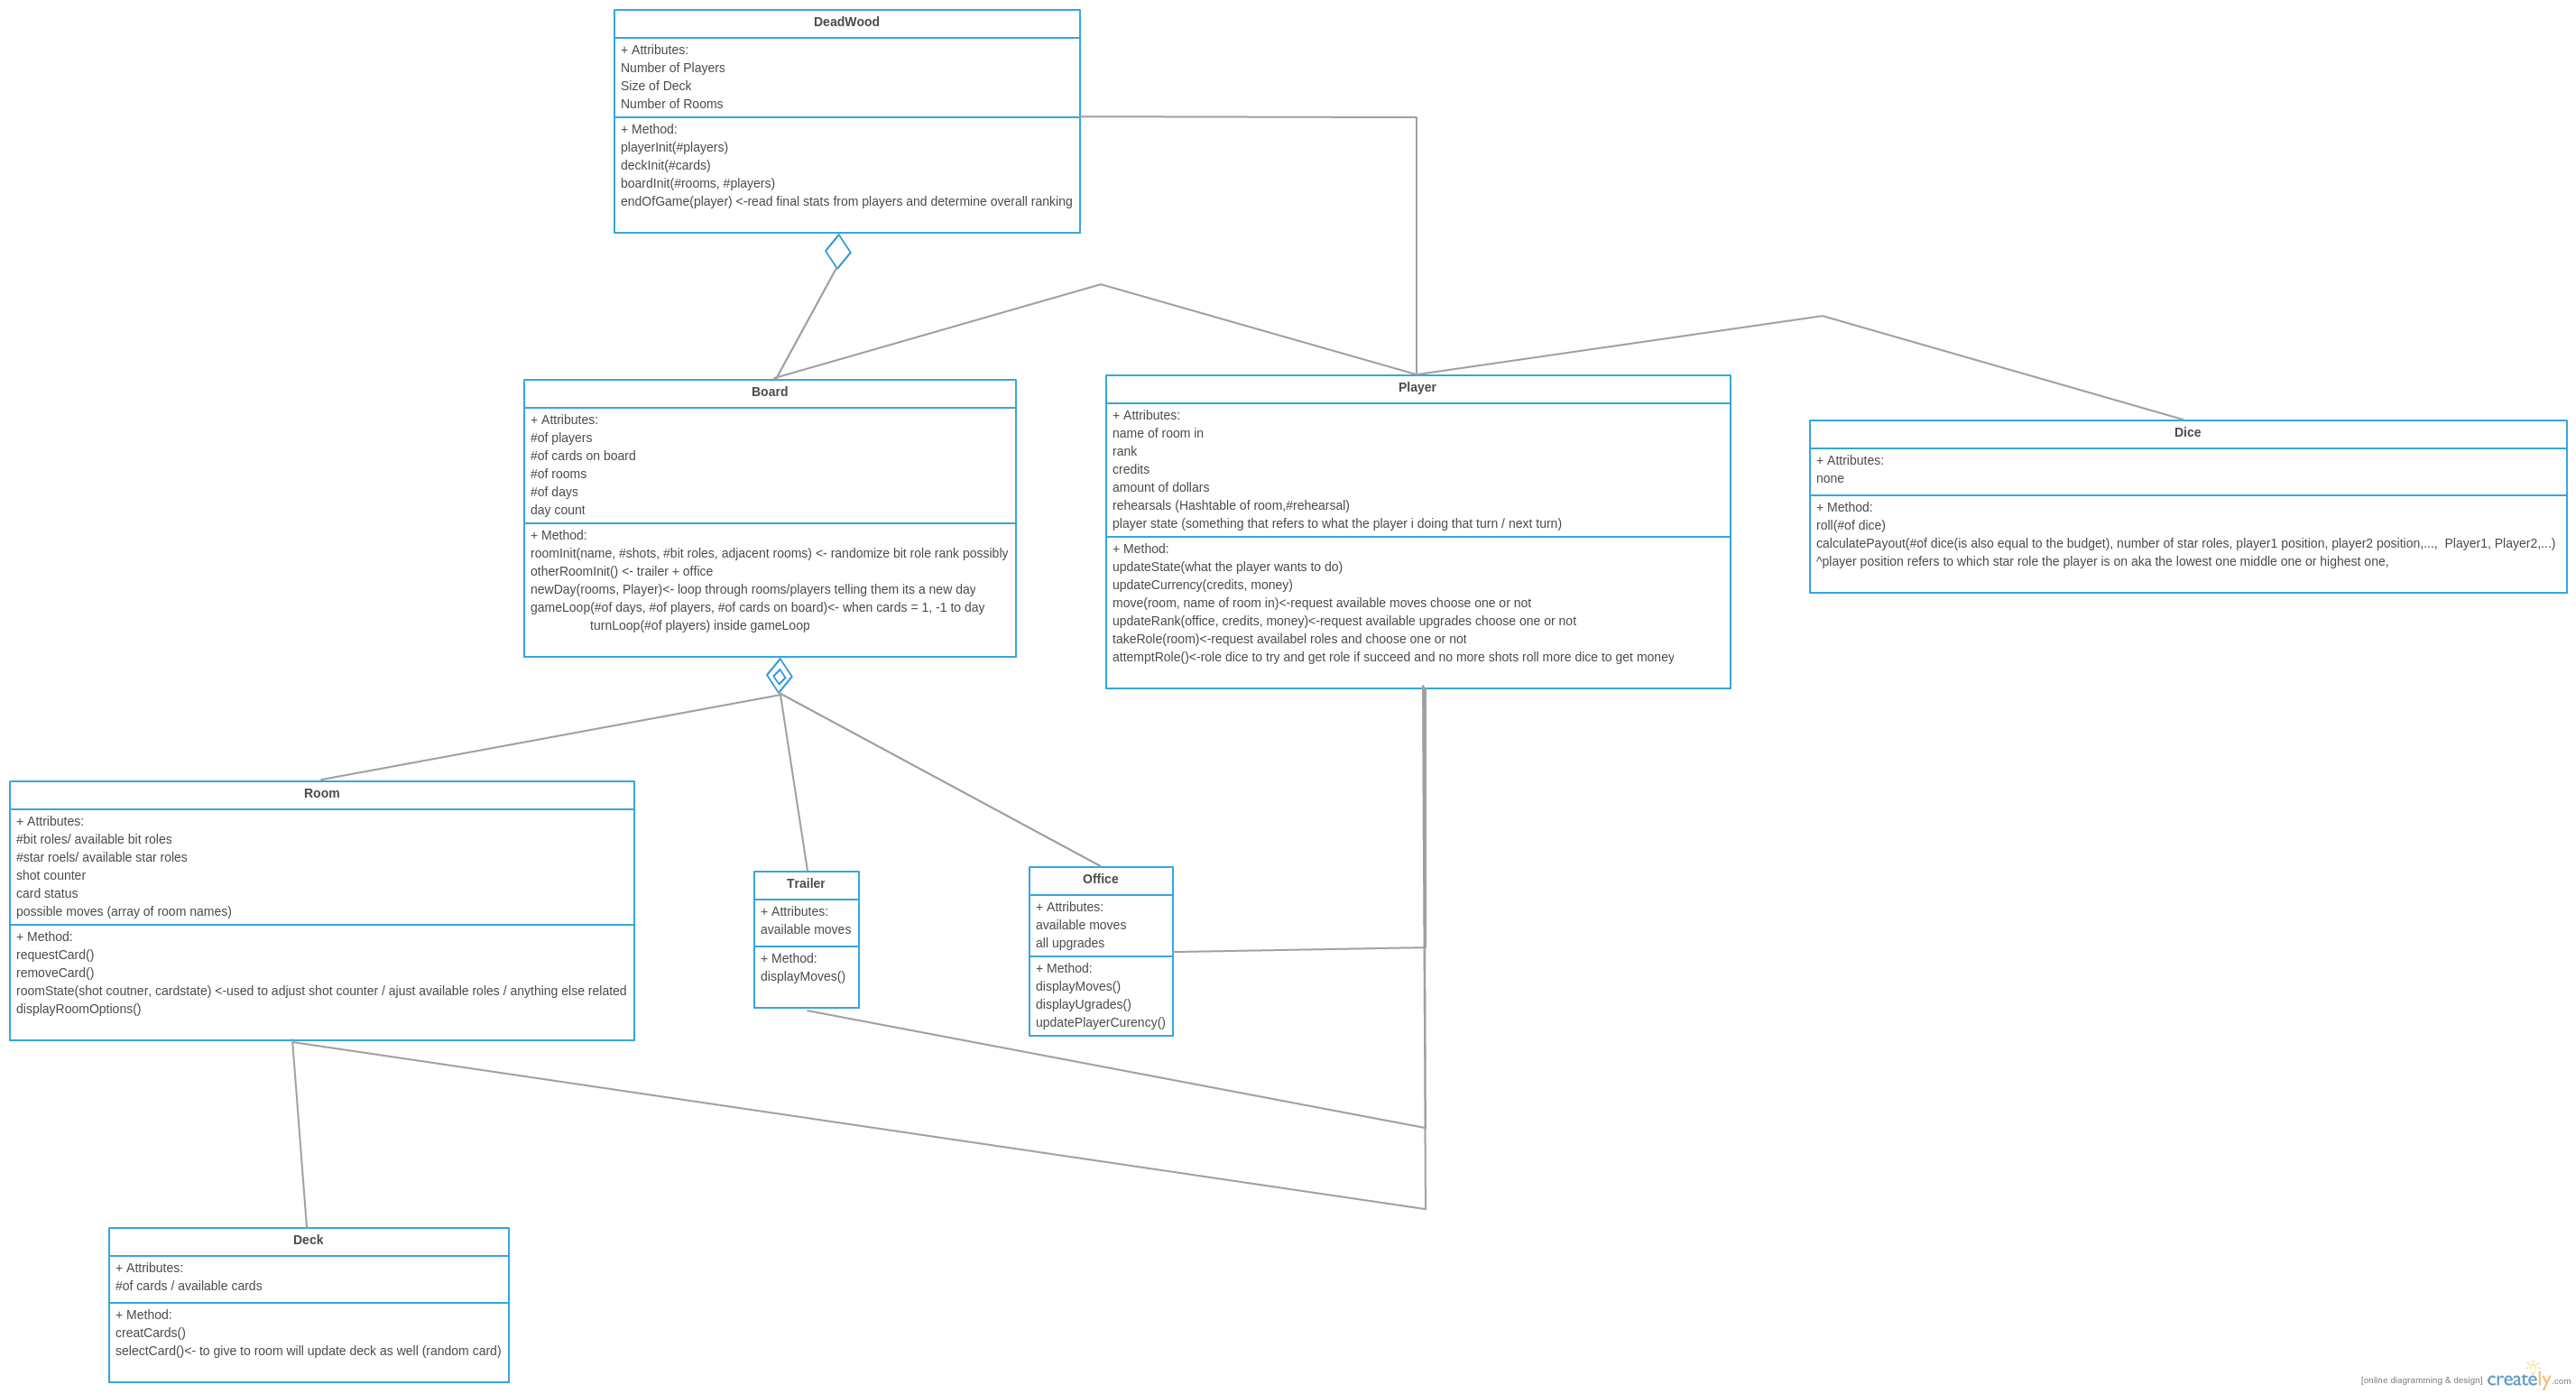 DeadWood
+ Attributes:
Number of Players
Size of Deck
Number of Rooms
+ Method:
playerInit(#players)
deckInit(#cards)
boardInit(#rooms, #players)
endOfGame(player) <-read final stats from players and determine overall ranking
Board
+ Attributes:
#of players
#of cards on board
#of rooms
#of days
day count
+ Method:
roomInit(name, #shots, #bit roles, adjacent rooms) <- randomize bit role rank possibly
otherRoomInit() <- trailer + office
newDay(rooms, Player)<- loop through rooms/players telling them its a new day
gameLoop(#of days, #of players, #of cards on board)<- when cards = 1, -1 to day
turnLoop(#of players) inside gameLoop
Player
+ Attributes:
name of room in
rank
credits
amount of dollars
rehearsals (Hashtable of room,#rehearsal)
player state (something that refers to what the player i doing that turn / next turn)
+ Method:
updateState(what the player wants to do)
updateCurrency(credits, money)
move(room, name of room in)<-request available moves choose one or not
updateRank(office, credits, money)<-request available upgrades choose one or not
takeRole(room)<-request availabel roles and choose one or not
attemptRole()<-role dice to try and get role if succeed and no more shots roll more dice to get money
Dice
+ Attributes:
none
+ Method:
roll(#of dice)
calculatePayout(#of dice(is also equal to the budget), number of star roles, player1 position, player2 position,...,  Player1, Player2,...)
^player position refers to which star role the player is on aka the lowest one middle one or highest one,
Room
+ Attributes:
#bit roles/ available bit roles
#star roels/ available star roles
shot counter
card status
possible moves (array of room names)
+ Method:
requestCard()
removeCard()
roomState(shot coutner, cardstate) <-used to adjust shot counter / ajust available roles / anything else related
displayRoomOptions()
Trailer
+ Attributes:
available moves
+ Method:
displayMoves()
Office
+ Attributes:
available moves
all upgrades
+ Method:
displayMoves()
displayUgrades()
updatePlayerCurency()
Deck
+ Attributes:
#of cards / available cards
+ Method:
creatCards()
selectCard()<- to give to room will update deck as well (random card)
[online diagramming & design] creately.com